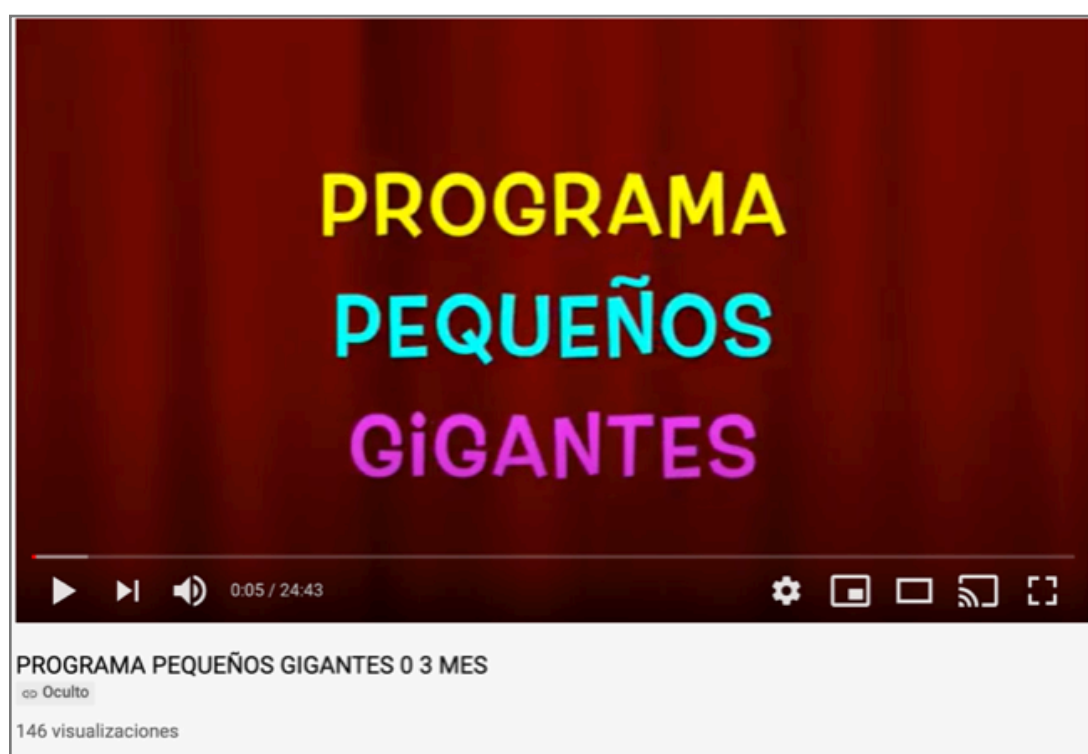 PROGRAMA
PEQUEÑOS
GiGANTES
0:05 / 24:43
PROGRAMA PEQUEÑOS GIGANTES 0 3 MES
Oculto
146 visualizaciones